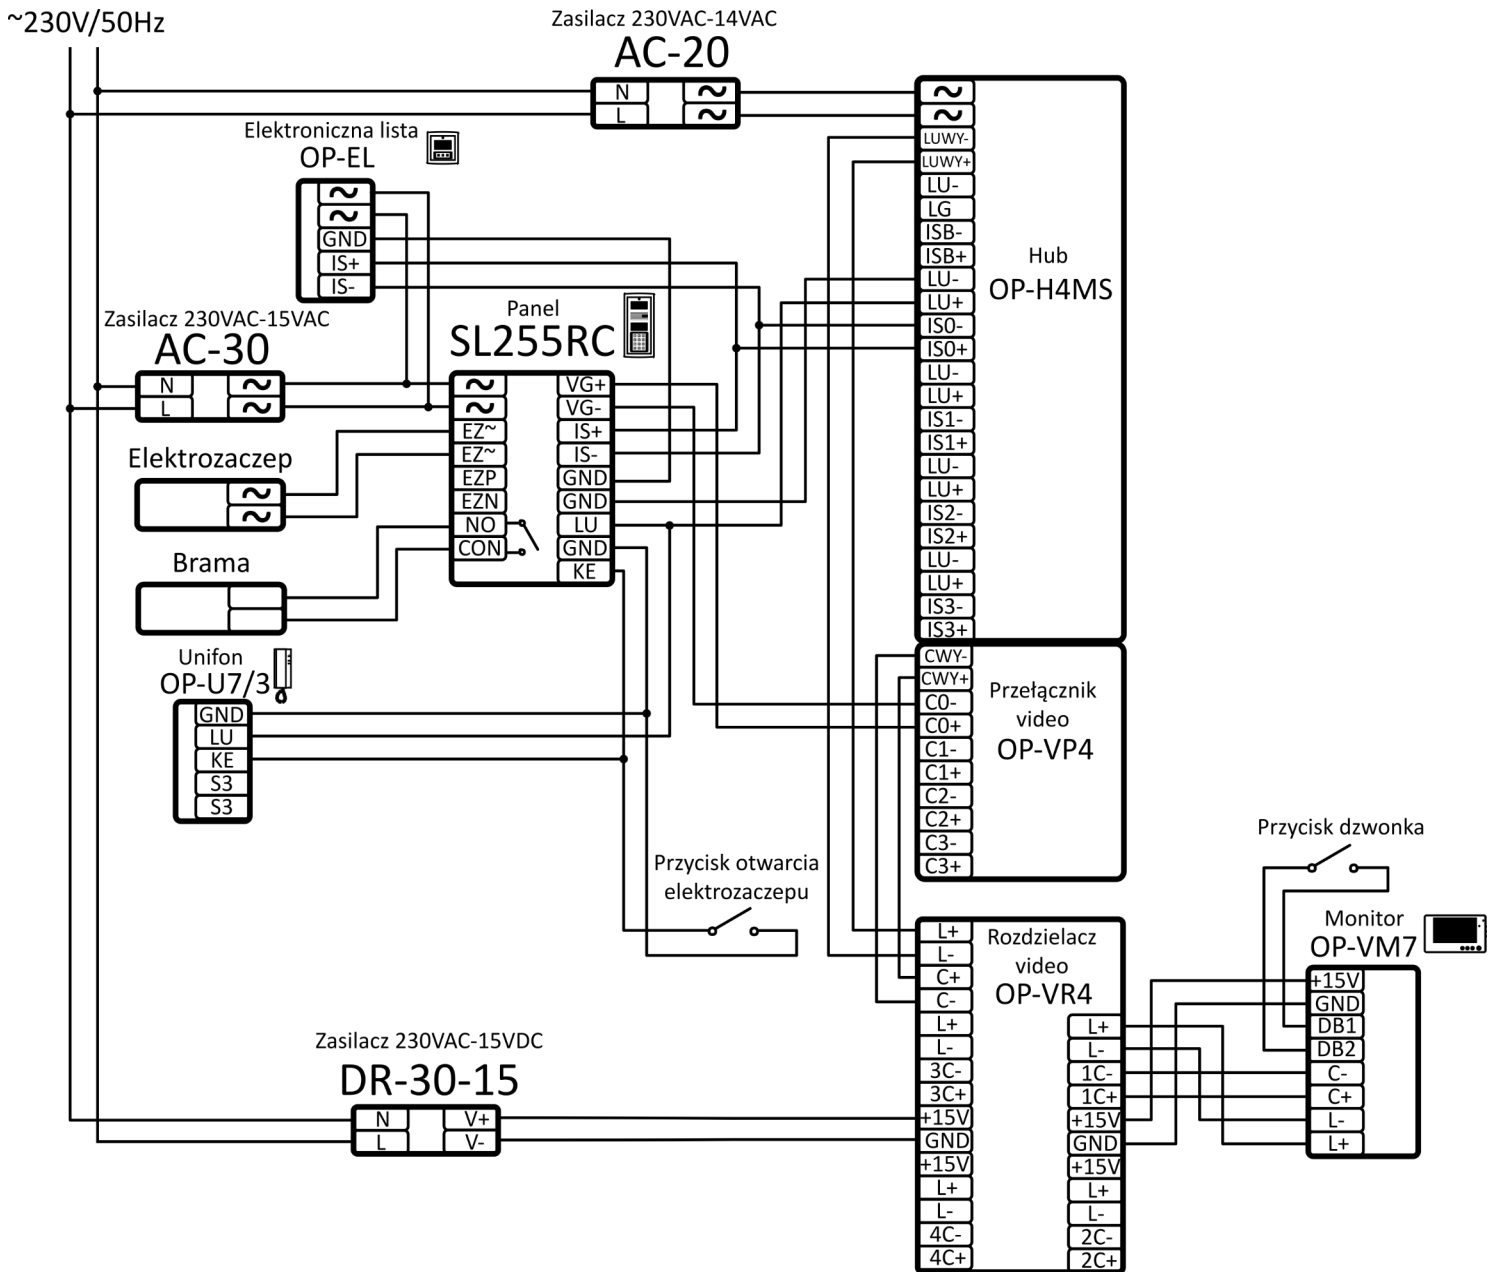 ~230V/50Hz
Zasilacz 230VAC-14VAC
AC-20
N
L
~
~
Elektroniczna lista
OP-EL
~
~
GND
IS+
IS-
Zasilacz 230VAC-15VAC
AC-30
N
L
~
~
Elektrozaczep
~
~
Brama
Panel
SL255RC
~
~
EZ~
EZ~
EZP
EZN
NO
CON
VG+
VG-
IS+
IS-
GND
GND
LU
GND
KE
Unifon
OP-U7/3
GND
LU
KE
S3
S3
Przycisk otwarcia
elektrozaczepu
Zasilacz 230VAC-15VDC
DR-30-15
N
L
V+
V-
~
~
LUWY-
LUWY+
LU-
LG
ISB-
ISB+
LU-
LU+
IS0-
IS0+
LU-
LU+
IS1-
IS1+
LU-
LU+
IS2-
IS2+
LU-
LU+
IS3-
IS3+
Hub
OP-H4MS
CWY-
CWY+
C0-
C0+
C1-
C1+
C2-
C2+
C3-
C3+
Przełącznik
video
OP-VP4
L+
L-
C+
C-
L+
L-
3C-
3C+
+15V
GND
+15V
L+
L-
4C-
4C+
Rozdzielacz
video
OP-VR4
L+
L-
1C-
1C+
+15V
GND
+15V
L+
L-
2C-
2C+
Przycisk dzwonka
Monitor
OP-VM7
+15V
GND
DB1
DB2
C-
C+
L-
L+